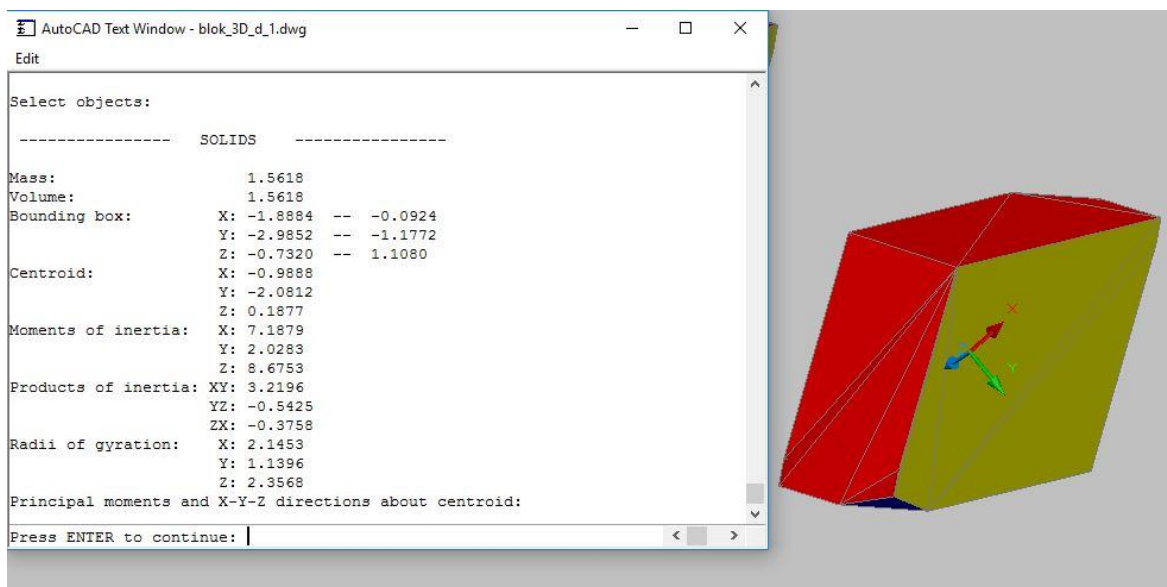 AutoCAD Text Window - blok_3D_d_1.dwg
Edit
Select objects:
---------------- SOLIDS ----------------
Mass: 1.5618
Volume: 1.5618
Bounding box: X: -1.8884 -- -0.0924
Y: -2.9852 -- -1.1772
Z: -0.7320 -- 1.1080
Centroid: X: -0.9888
Y: -2.0812
Z: 0.1877
Moments of inertia: X: 7.1879
Y: 2.0283
Z: 8.6753
Products of inertia: XY: 3.2196
YZ: -0.5425
ZX: -0.3758
Radii of gyration: X: 2.1453
Y: 1.1396
Z: 2.3568
Principal moments and X-Y-Z directions about centroid:
Press ENTER to continue:
X
Y